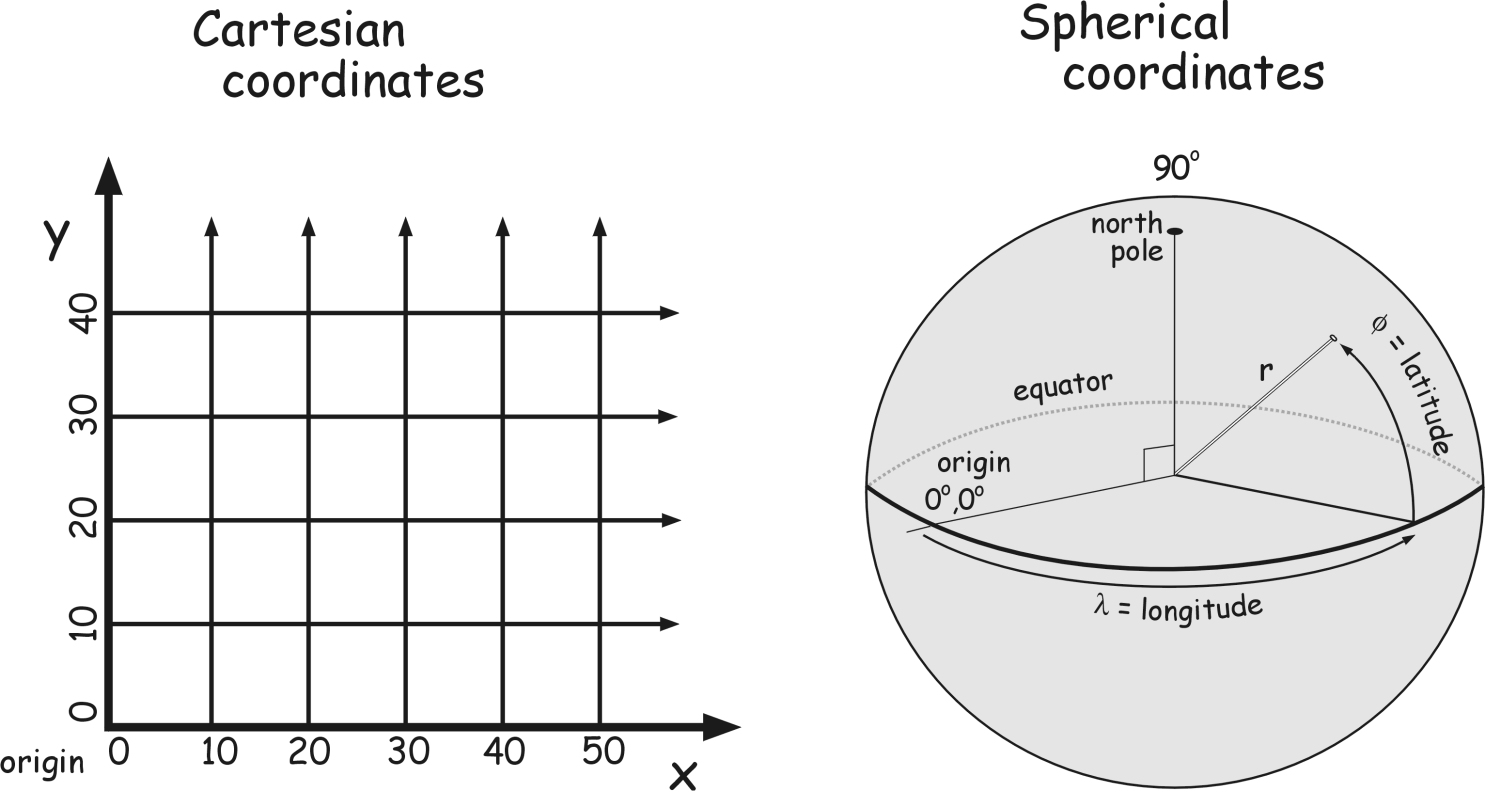 Cartesian
coordinates
y
40
30
20
10
0
origin
0 10 20 30 40 50
x
Spherical
coordinates
90°
north
pole
ϕ = latitude
r
equator
origin
0°,0°
λ = longitude